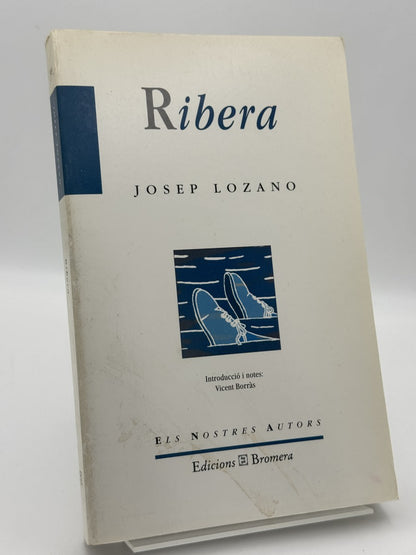 Ribera
JOSEP LOZANO
Introducció i notes:
Vicent Borràs
ELS NOSTRES AUTORS
Edicions Bromera